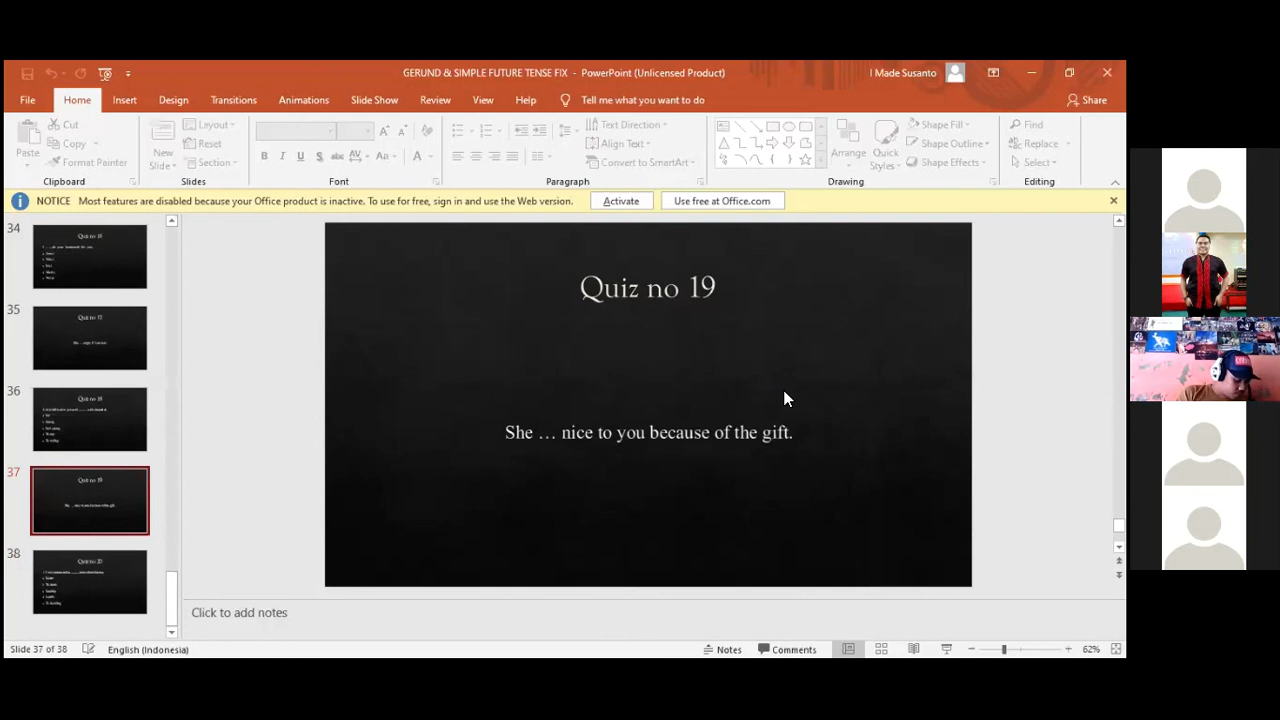 GERUND & SIMPLE FUTURE TENSE FIX - PowerPoint (Unlicensed Product)
I Made Susanto
File Home Insert Design Transitions Animations Slide Show Review View Help Tell me what you want to do
Share
Paste
Cut
Copy
Format Painter
Clipboard
New Slide
Layout
Reset
Section
Slides
Font
Text Direction
Align Text
Convert to SmartArt
Paragraph
Arrange
Quick Styles
Shape Fill
Shape Outline
Shape Effects
Drawing
Find
Replace
Select
Editing
NOTICE Most features are disabled because your Office product is inactive. To use for free, sign in and use the Web version.
Activate
Use free at Office.com
34
35
36
37
Quiz no 19
38
Quiz no 20
Quiz no 19
She … nice to you because of the gift.
Click to add notes
Slide 37 of 38
English (Indonesia)
Notes
Comments
62%